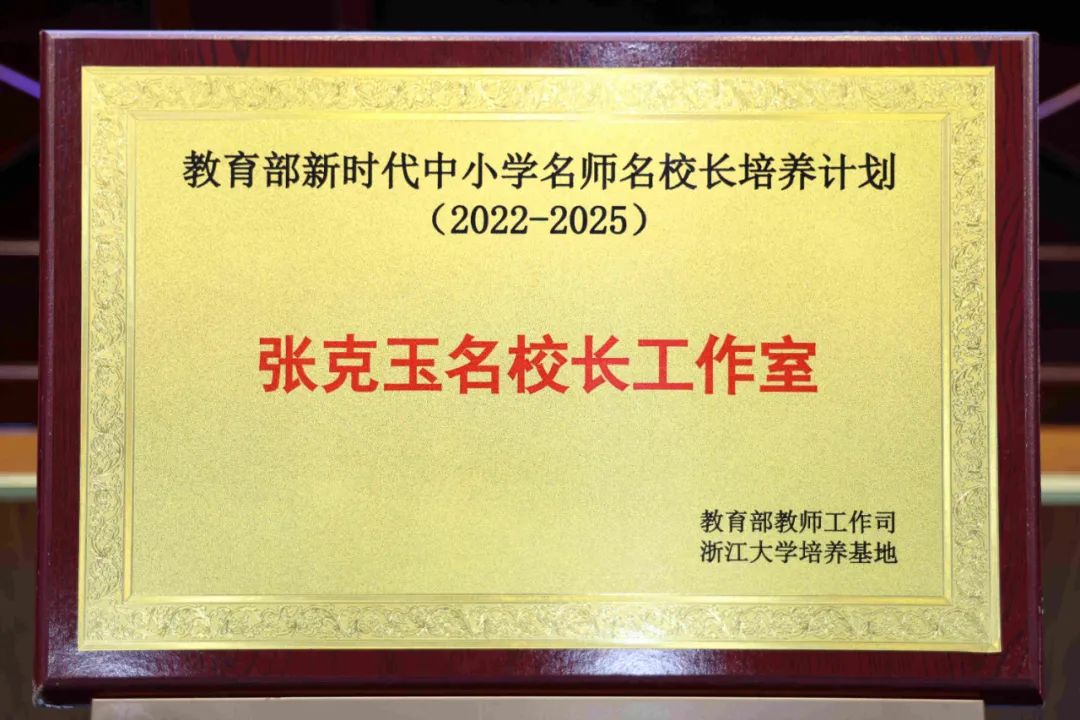 教育部新时代中小学名师名校长培养计划
（2022-2025）
张克玉名校长工作室
教育部教师工作司
浙江大学培养基地